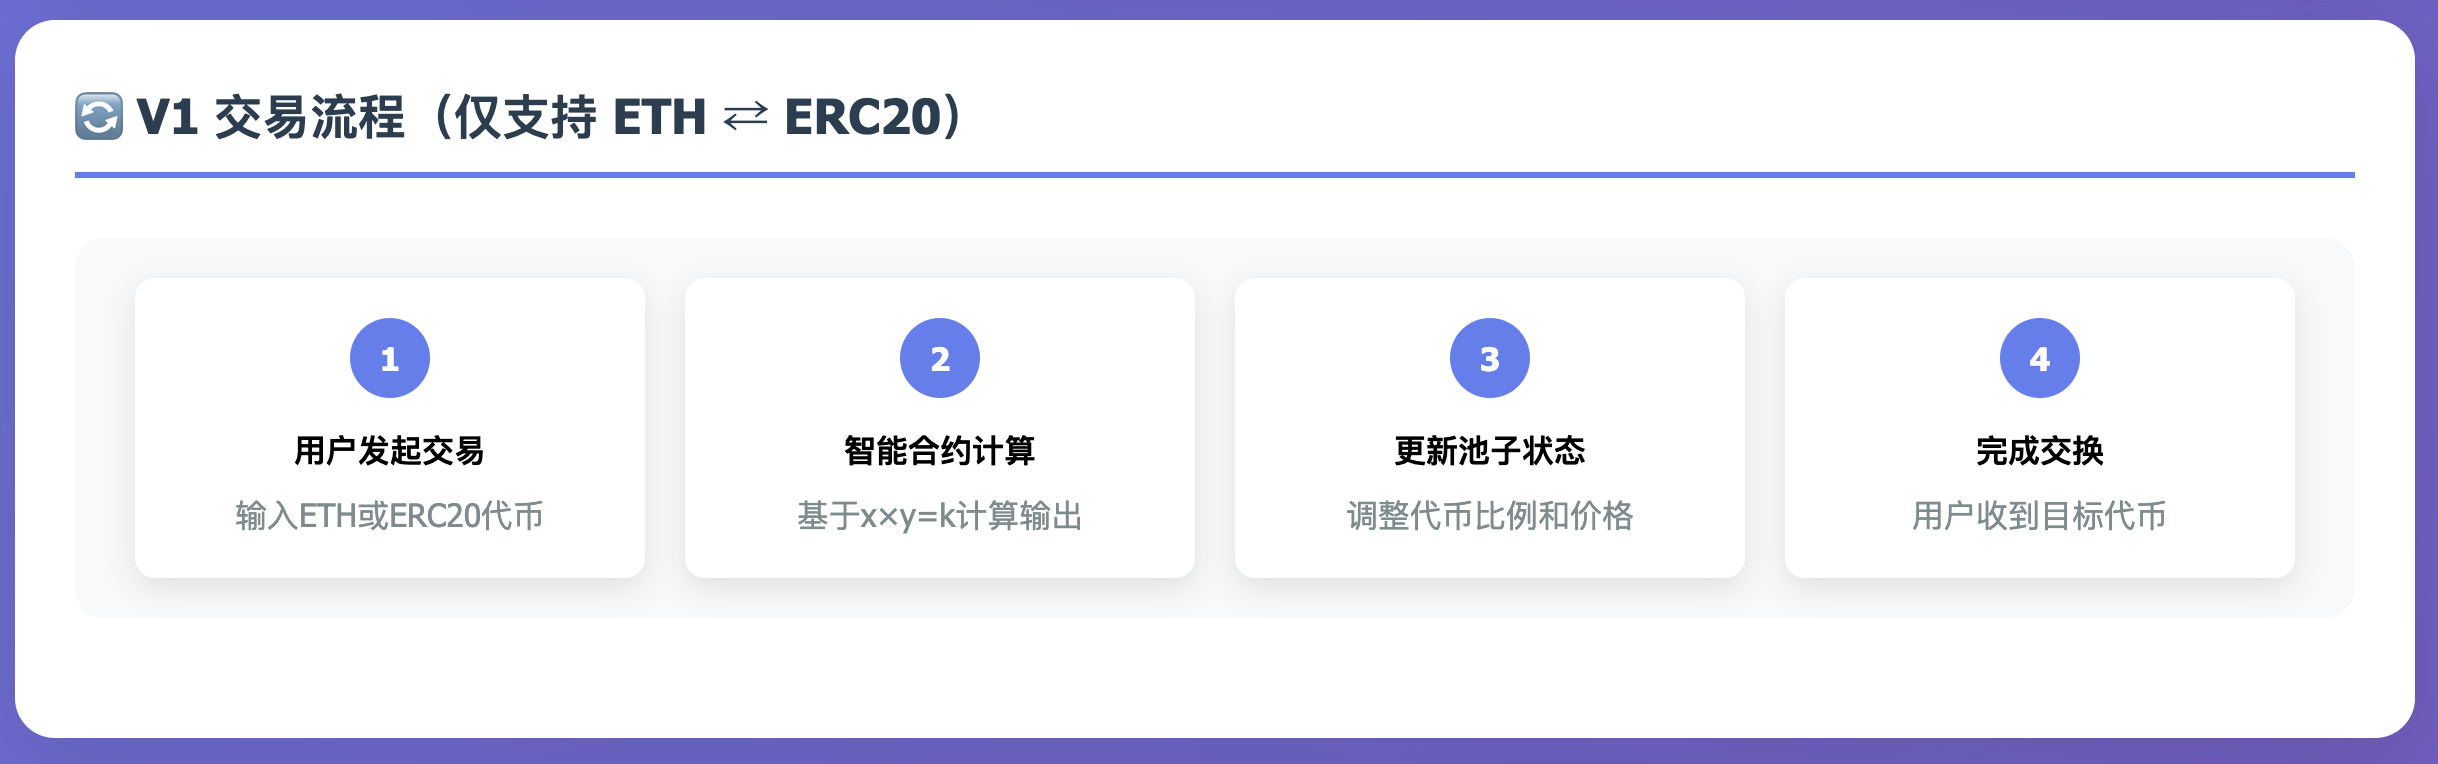 🔄 V1 交易流程（仅支持 ETH ⇄ ERC20）
1
用户发起交易
输入ETH或ERC20代币
2
智能合约计算
基于x×y=k计算输出
3
更新池子状态
调整代币比例和价格
4
完成交换
用户收到目标代币